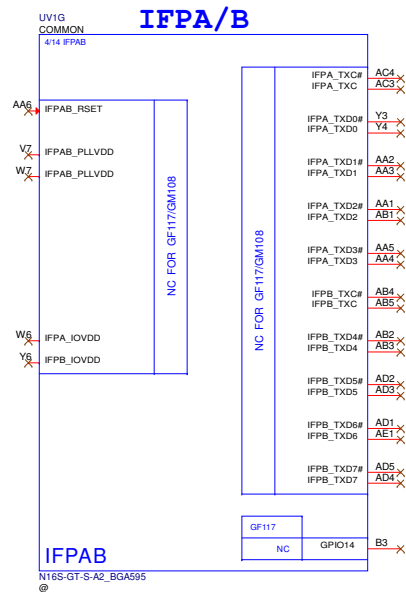 IFPA/B
UV1G
COMMON
4/14 IFPAB
AA6 IFPAB_RSET
V7 IFPAB_PLLVDD
W7 IFPAB_PLLVDD
W6 IFPA_IOVDD
Y6 IFPB_IOVDD
NC FOR GF117/GM108
NC FOR GF117/GM108
IFPA_TXC# AC4
IFPA_TXC AC3
IFPA_TXD0# Y3
IFPA_TXD0 Y4
IFPA_TXD1# AA2
IFPA_TXD1 AA3
IFPA_TXD2# AA1
IFPA_TXD2 AB1
IFPA_TXD3# AA5
IFPA_TXD3 AA4
IFPB_TXC# AB4
IFPB_TXC AB5
IFPB_TXD4# AB2
IFPB_TXD4 AB3
IFPB_TXD5# AD2
IFPB_TXD5 AD3
IFPB_TXD6# AD1
IFPB_TXD6 AE1
IFPB_TXD7# AD5
IFPB_TXD7 AD4
GF117
NC GPIO14 B3
IFPAB
N16S-GT-S-A2_BGA595
@